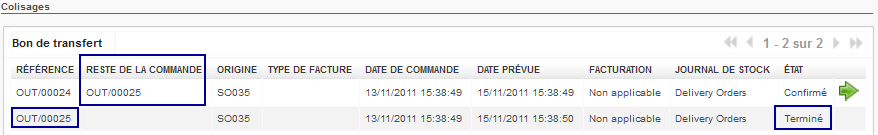 Colisages
Bon de transfert 1 - 2 sur 2
RÉFÉRENCE RESTE DE LA COMMANDE ORIGINE TYPE DE FACTURE DATE DE COMMANDE DATE PRÉVUE FACTURATION JOURNAL DE STOCK ÉTAT
OUT/00024 OUT/00025 SO035 13/11/2011 15:38:49 15/11/2011 15:38:49 Non applicable Delivery Orders Confirmé
OUT/00025 SO035 13/11/2011 15:38:49 15/11/2011 15:38:50 Non applicable Delivery Orders Terminé